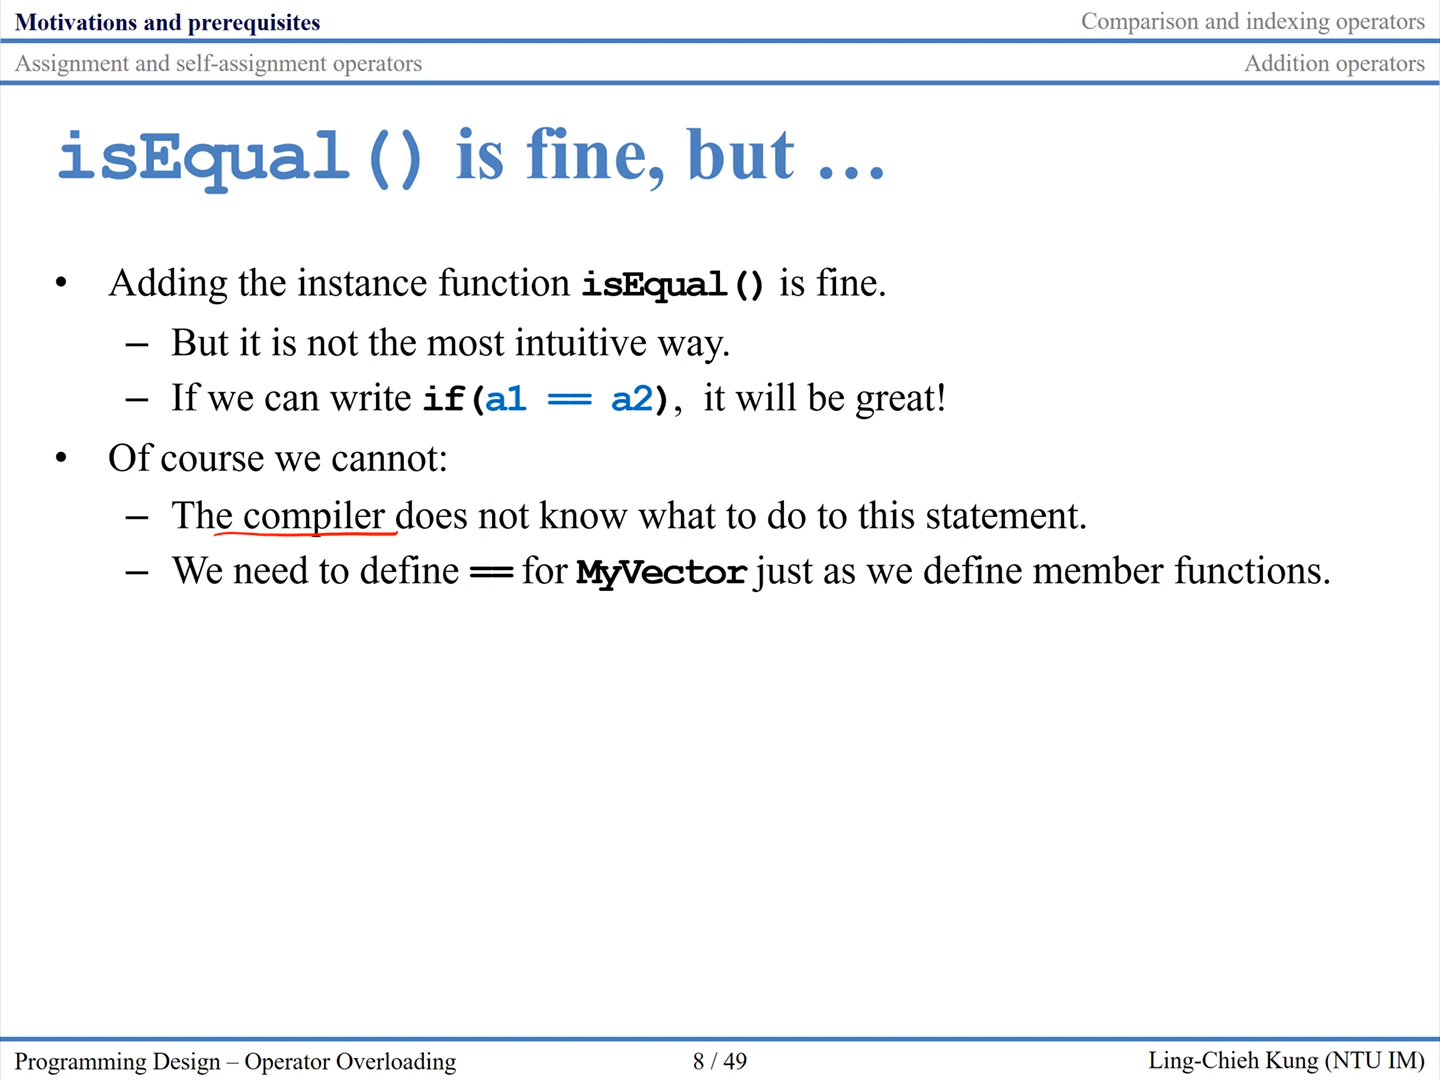 Motivations and prerequisites
Comparison and indexing operators
Assignment and self-assignment operators
Addition operators
isEqual() is fine, but …
• Adding the instance function isEqual() is fine.
– But it is not the most intuitive way.
– If we can write if(a1 == a2), it will be great!
• Of course we cannot:
– The compiler does not know what to do to this statement.
– We need to define == for MyVector just as we define member functions.
Programming Design – Operator Overloading
8 / 49
Ling-Chieh Kung (NTU IM)